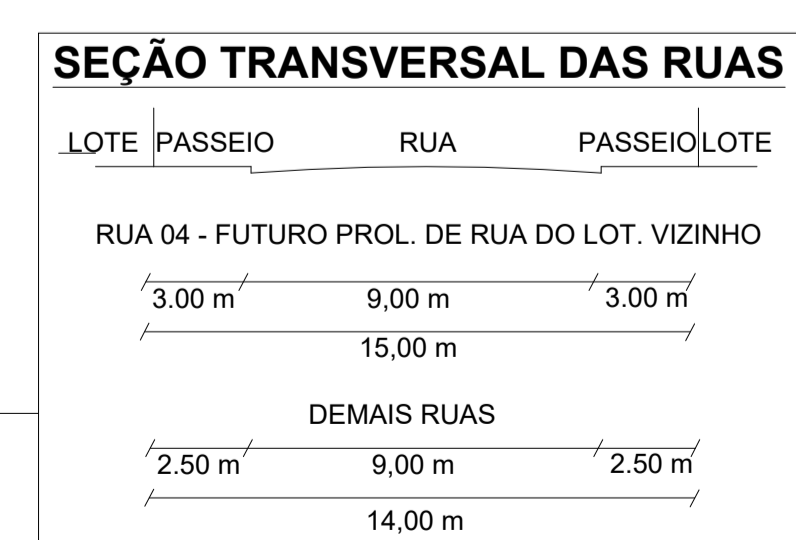 SEÇÃO TRANSVERSAL DAS RUAS
LOTE PASSEIO RUA PASSEIO LOTE
RUA 04 - FUTURO PROL. DE RUA DO LOT. VIZINHO
3.00 m 9,00 m 3.00 m
15,00 m
DEMAIS RUAS
2.50 m 9,00 m 2.50 m
14,00 m